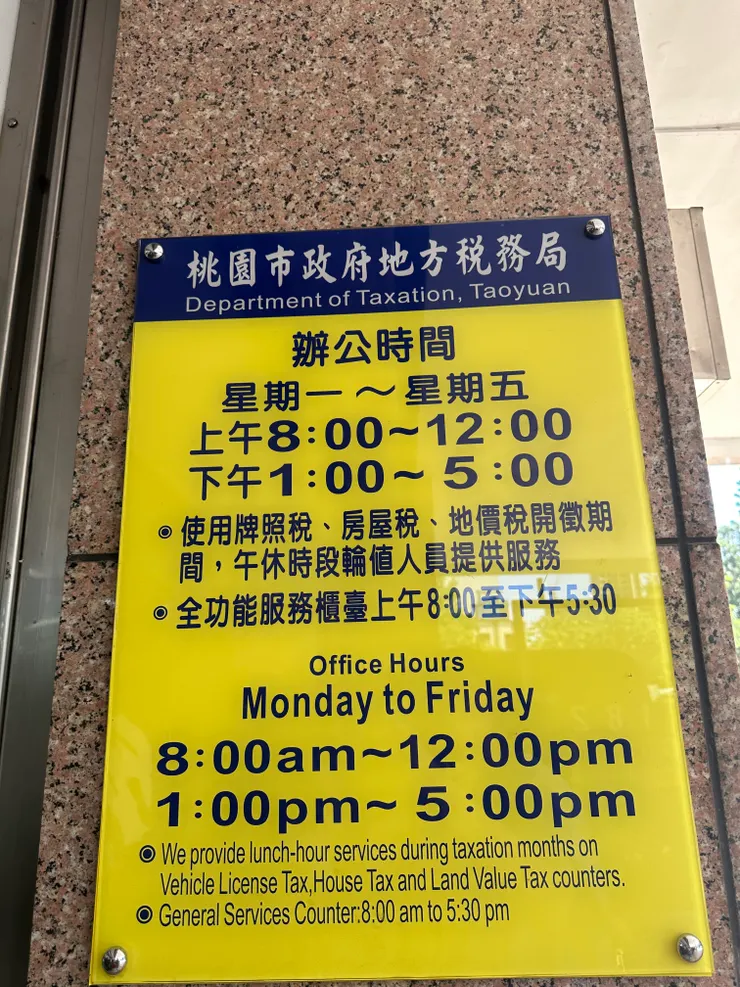 桃園市政府地方稅務局
Department of Taxation, Taoyuan
辦公時間
星期一～星期五
上午8:00~12:00
下午1:00~5:00
◉使用牌照稅、房屋稅、地價稅開徵期
間，午休時段輪值人員提供服務
◉全功能服務櫃臺上午8:00至下午5:30
Office Hours
Monday to Friday
8:00am~12:00pm
1:00pm~5:00pm
◉We provide lunch-hour services during taxation months on
Vehicle License Tax,House Tax and Land Value Tax counters.
◉General Services Counter:8:00 am to 5:30 pm